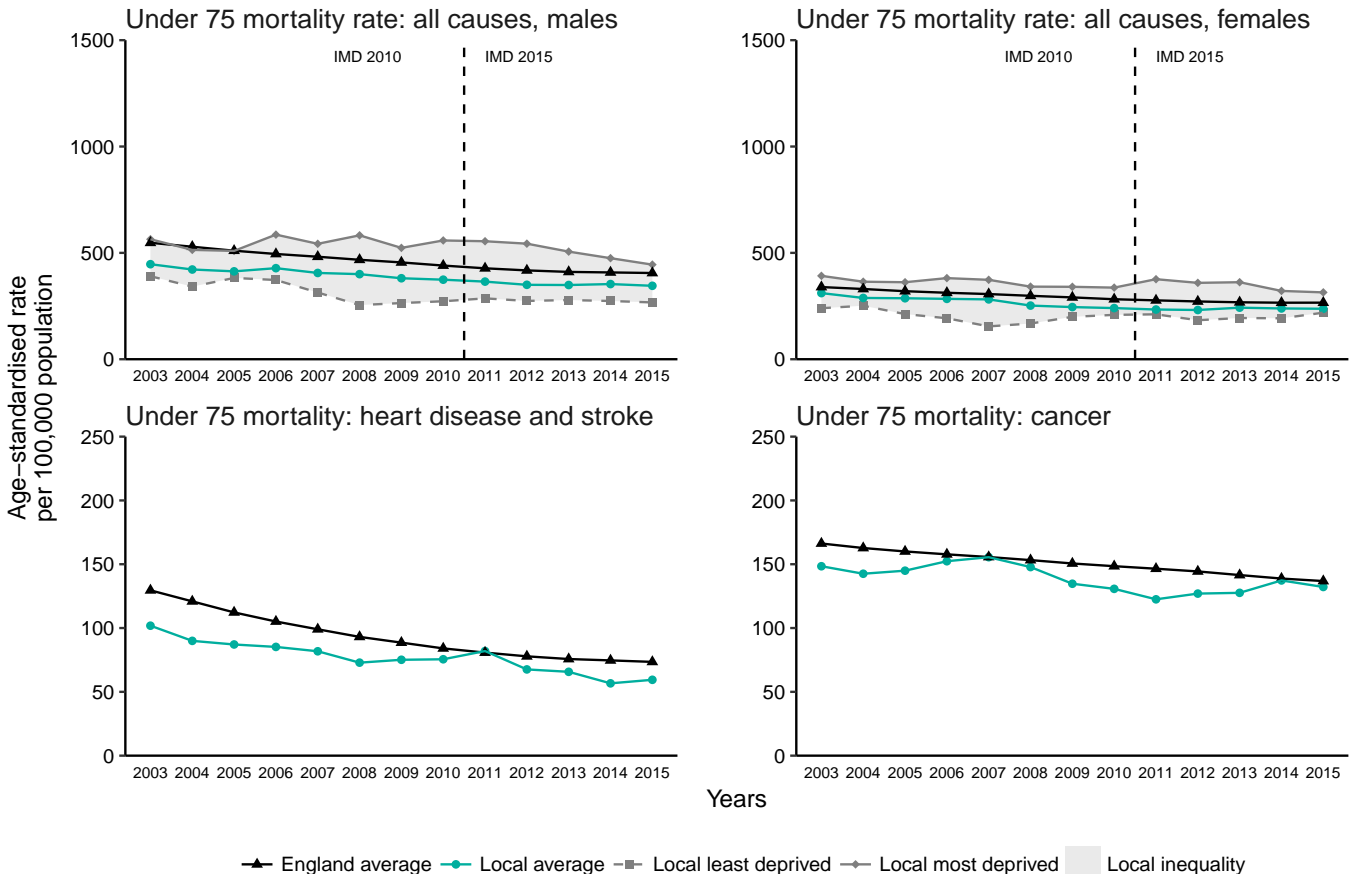 Under 75 mortality rate: all causes, males
1500
1000
500
0
IMD 2010
IMD 2015
2003 2004 2005 2006 2007 2008 2009 2010 2011 2012 2013 2014 2015
Under 75 mortality rate: all causes, females
1500
1000
500
0
IMD 2010
IMD 2015
2003 2004 2005 2006 2007 2008 2009 2010 2011 2012 2013 2014 2015
Age−standardised rate
per 100,000 population
Under 75 mortality: heart disease and stroke
250
200
150
100
50
0
2003 2004 2005 2006 2007 2008 2009 2010 2011 2012 2013 2014 2015
Under 75 mortality: cancer
250
200
150
100
50
0
2003 2004 2005 2006 2007 2008 2009 2010 2011 2012 2013 2014 2015
Years
England average Local average Local least deprived Local most deprived Local inequality